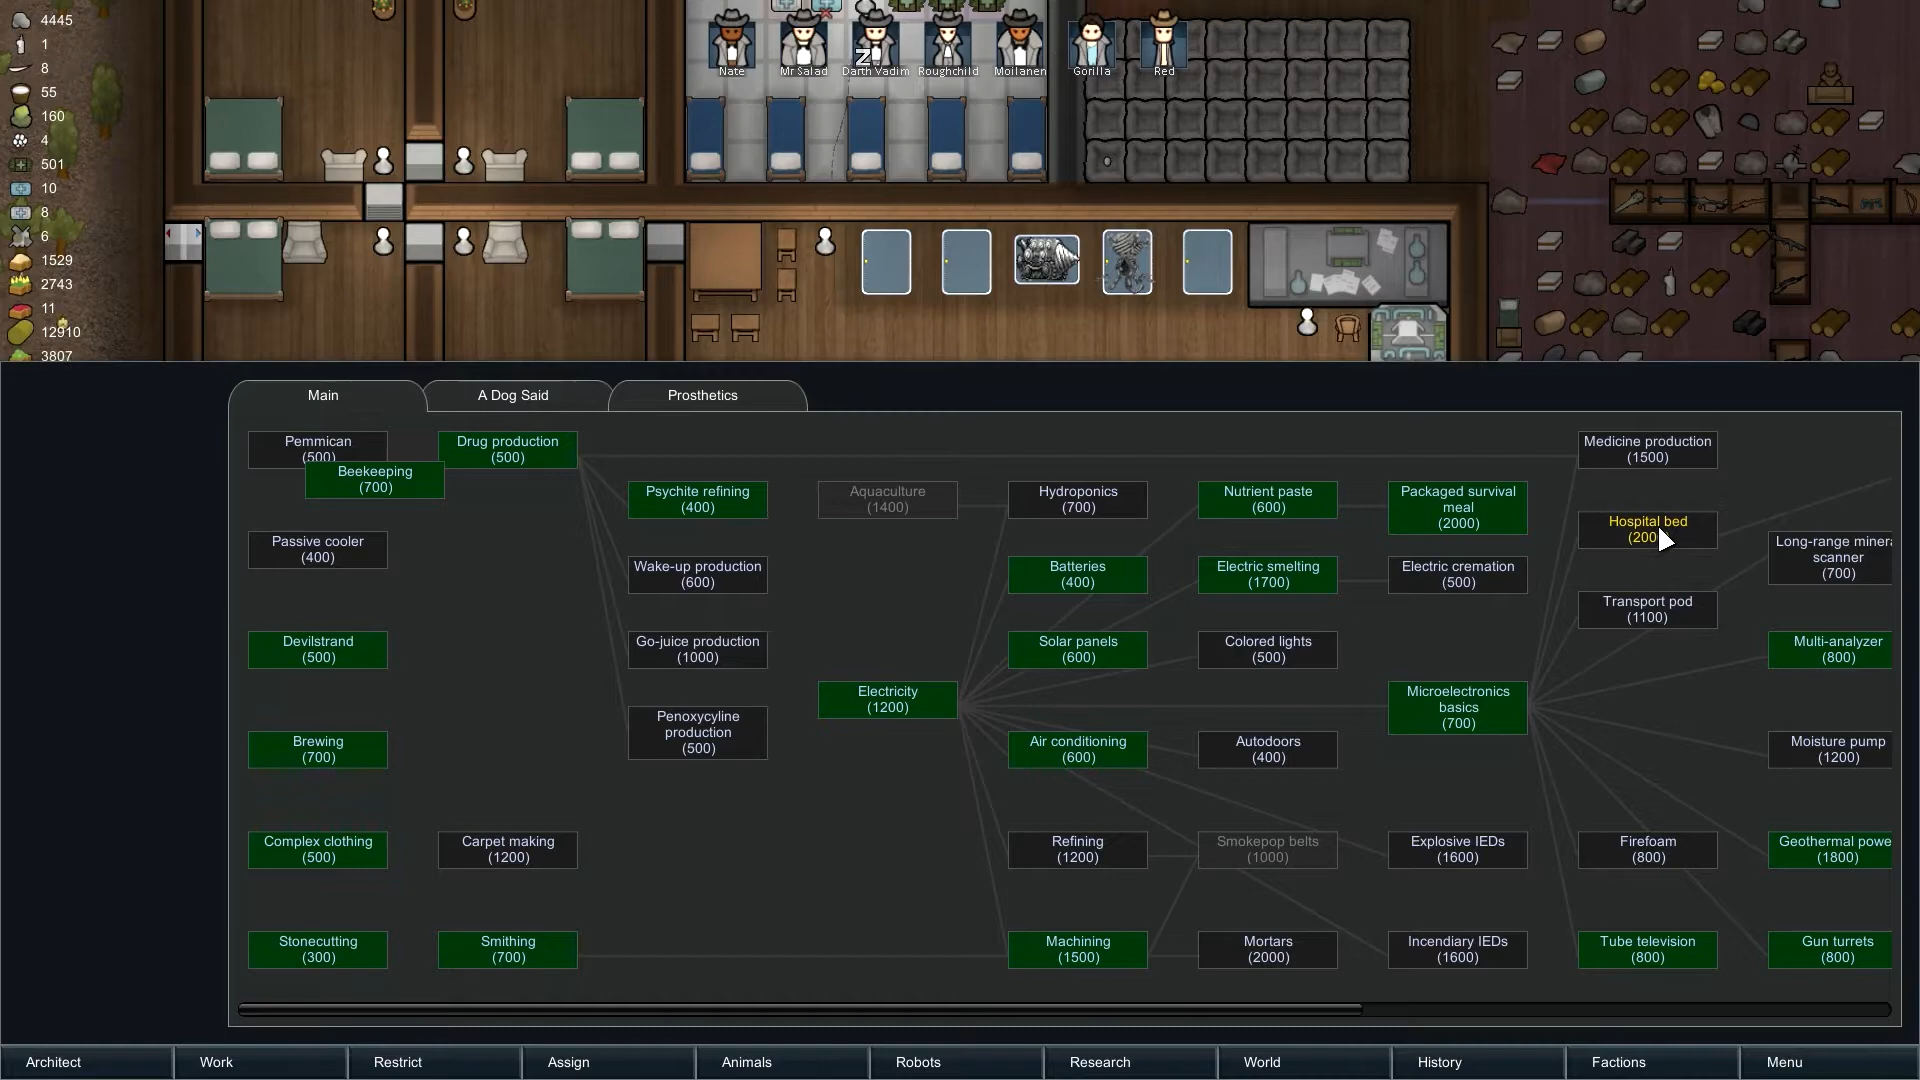 4445
1
8
55
160
4
501
10
8
6
1529
2743
11
12910
3807
Nate
Mr Salad
Darth Vadim
Roughchild
Moilanen
Gorilla
Red
Z
Main
A Dog Said
Prosthetics
Pemmican
(500)
Beekeeping
(700)
Drug production
(500)
Medicine production
(1500)
Psychite refining
(400)
Aquaculture
(1400)
Hydroponics
(700)
Nutrient paste
(600)
Packaged survival
meal
(2000)
Hospital bed
(200
Passive cooler
(400)
Wake-up production
(600)
Batteries
(400)
Electric smelting
(1700)
Electric cremation
(500)
Long-range minera
scanner
(700)
Transport pod
(1100)
Devilstrand
(500)
Go-juice production
(1000)
Solar panels
(600)
Colored lights
(500)
Multi-analyzer
(800)
Electricity
(1200)
Microelectronics
basics
(700)
Penoxycyline
production
(500)
Brewing
(700)
Air conditioning
(600)
Autodoors
(400)
Moisture pump
(1200)
Complex clothing
(500)
Carpet making
(1200)
Refining
(1200)
Smokepop belts
(1000)
Explosive IEDs
(1600)
Firefoam
(800)
Geothermal powe
(1800)
Stonecutting
(300)
Smithing
(700)
Machining
(1500)
Mortars
(2000)
Incendiary IEDs
(1600)
Tube television
(800)
Gun turrets
(800)
Architect
Work
Restrict
Assign
Animals
Robots
Research
World
History
Factions
Menu